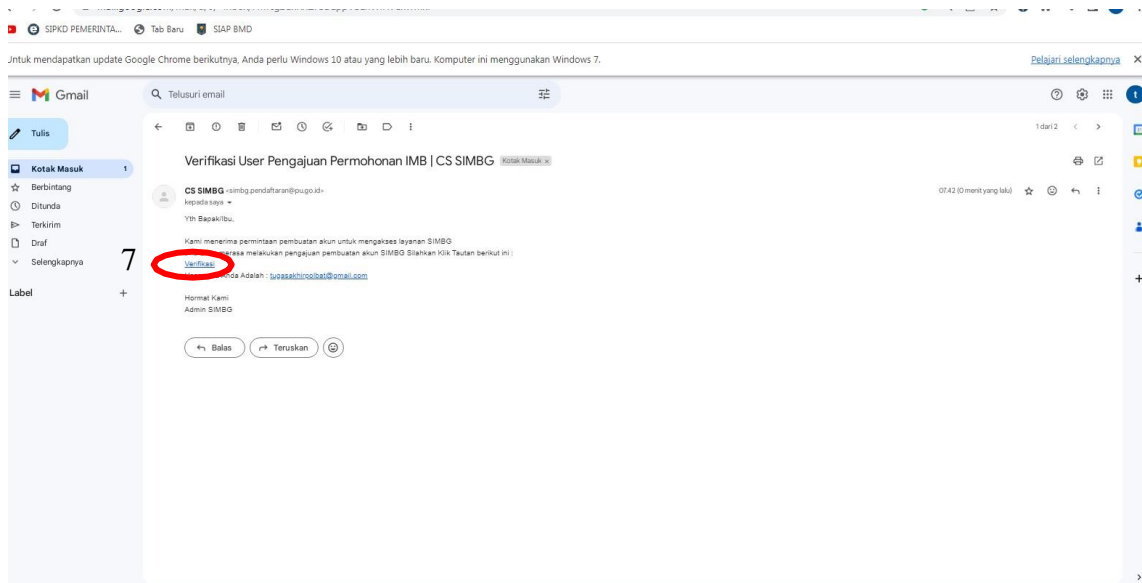 SIPKD PEMERINTA... Tab Baru SIAP BMD
Untuk mendapatkan update Google Chrome berikutnya, Anda perlu Windows 10 atau yang lebih baru. Komputer ini menggunakan Windows 7. Pelajari selengkapnya
Gmail Telusuri email t
Tulis 1 dari 2
Verifikasi User Pengajuan Permohonan IMB | CS SIMBG Kotak Masuk x
Kotak Masuk 1
Berbintang
Ditunda
Terkirim
Draf
Selengkapnya
7
Label +
CS SIMBG <simbg.pendaftaran@pu.go.id> 07.42 (0 menit yang lalu)
kepada saya
Yth Bapak/Ibu,
Kami menerima permintaan pembuatan akun untuk mengakses layanan SIMBG
merasa melakukan pengajuan pembuatan akun SIMBG Silahkan Klik Tautan berikut ini :
Verifikasi
Anda Adalah : tugasakhirpolbat@gmail.com
Hormat Kami
Admin SIMBG
Balas Teruskan